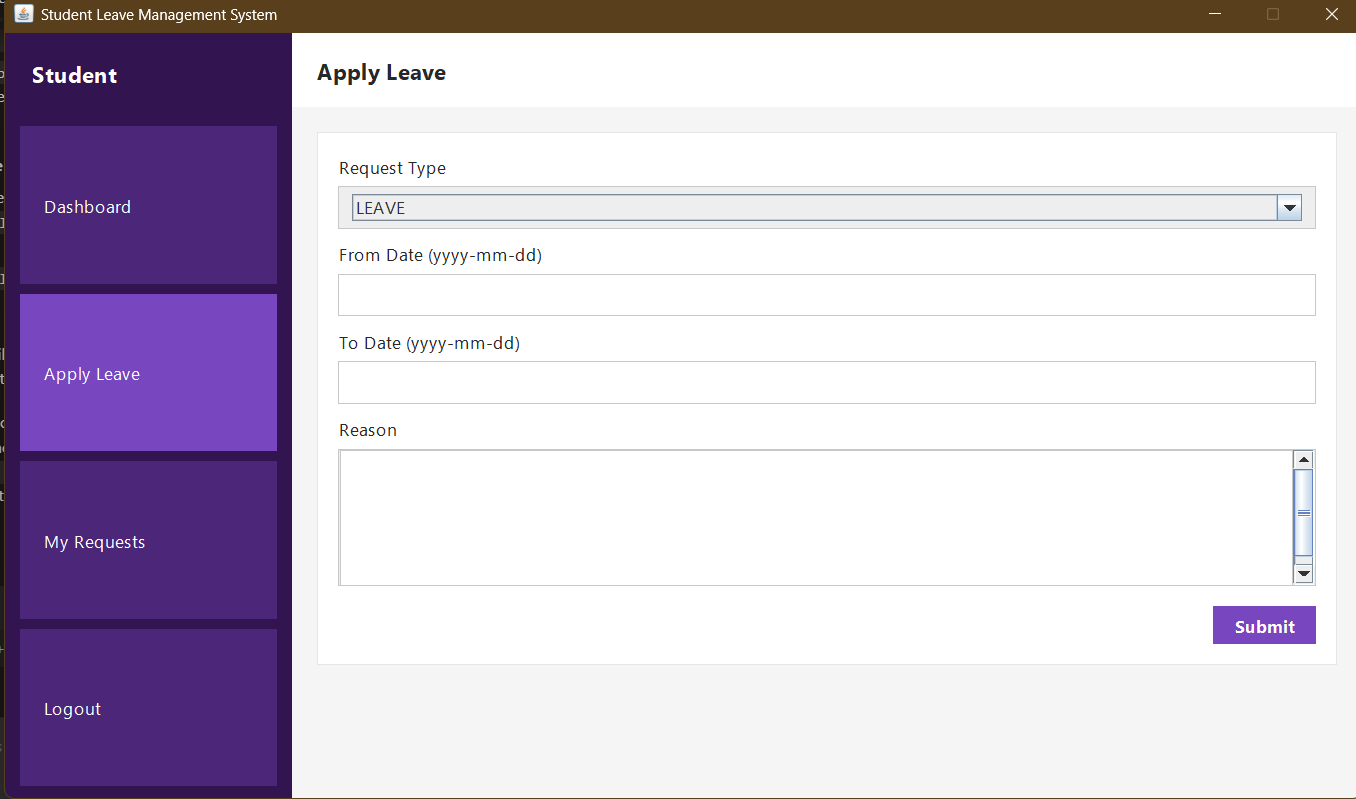 Student Leave Management System
Student
Dashboard
Apply Leave
My Requests
Logout
Apply Leave
Request Type
LEAVE
From Date (yyyy-mm-dd)
To Date (yyyy-mm-dd)
Reason
Submit